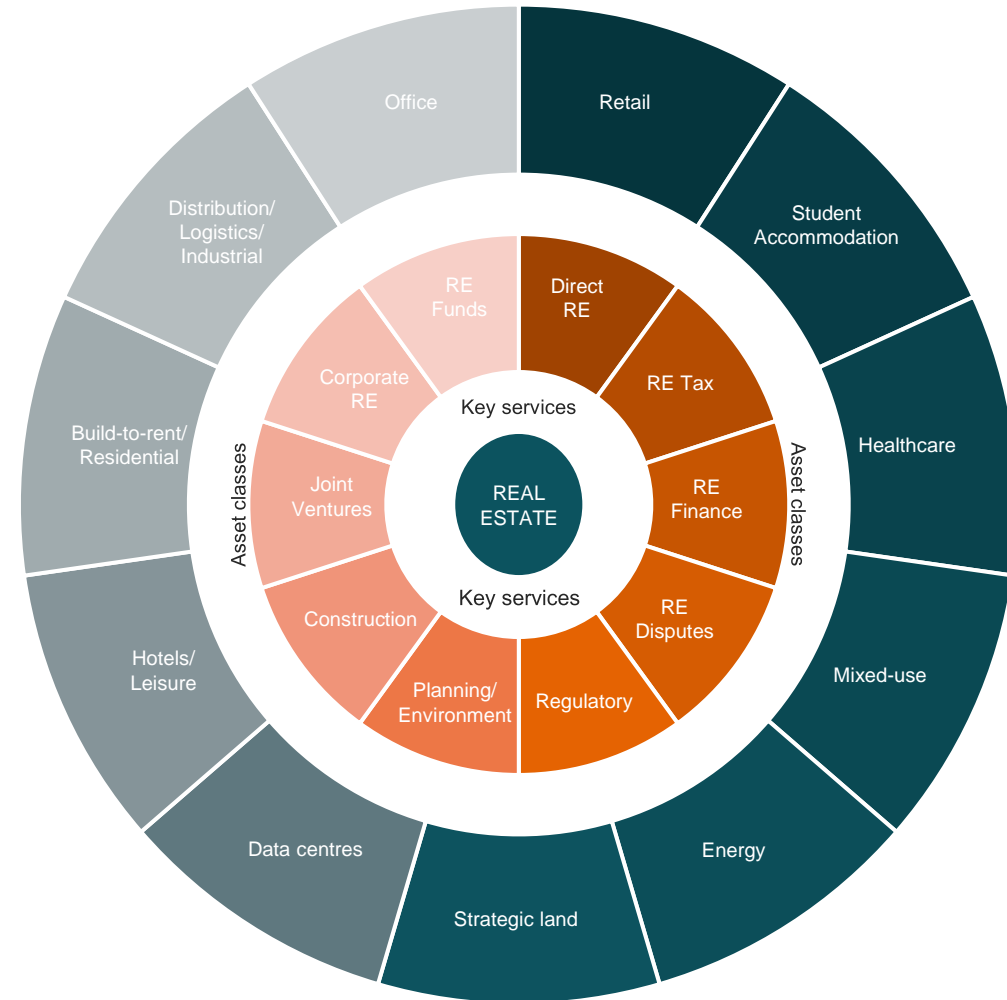 Office
Retail
Student
Accommodation
Healthcare
Mixed-use
Energy
Strategic land
Data centres
Hotels/
Leisure
Build-to-rent/
Residential
Distribution/
Logistics/
Industrial
Asset classes
Asset classes
RE
Funds
Direct
RE
RE Tax
RE
Finance
RE
Disputes
Regulatory
Planning/
Environment
Construction
Joint
Ventures
Corporate
RE
Key services
REAL
ESTATE
Key services